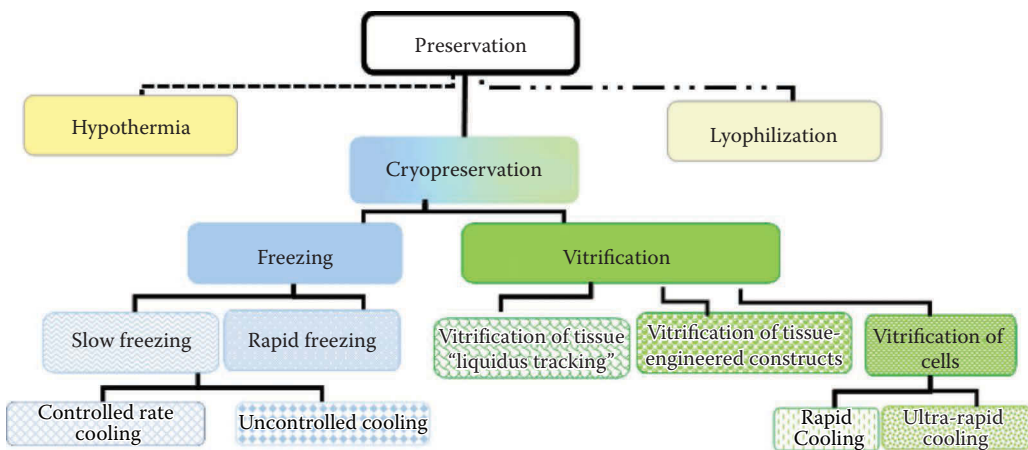 Preservation
Hypothermia
Lyophilization
Cryopreservation
Freezing
Vitrification
Slow freezing
Rapid freezing
Vitrification of tissue
“liquidus tracking”
Vitrification of tissue-
engineered constructs
Vitrification of
cells
Controlled rate
cooling
Uncontrolled cooling
Rapid
Cooling
Ultra-rapid
cooling